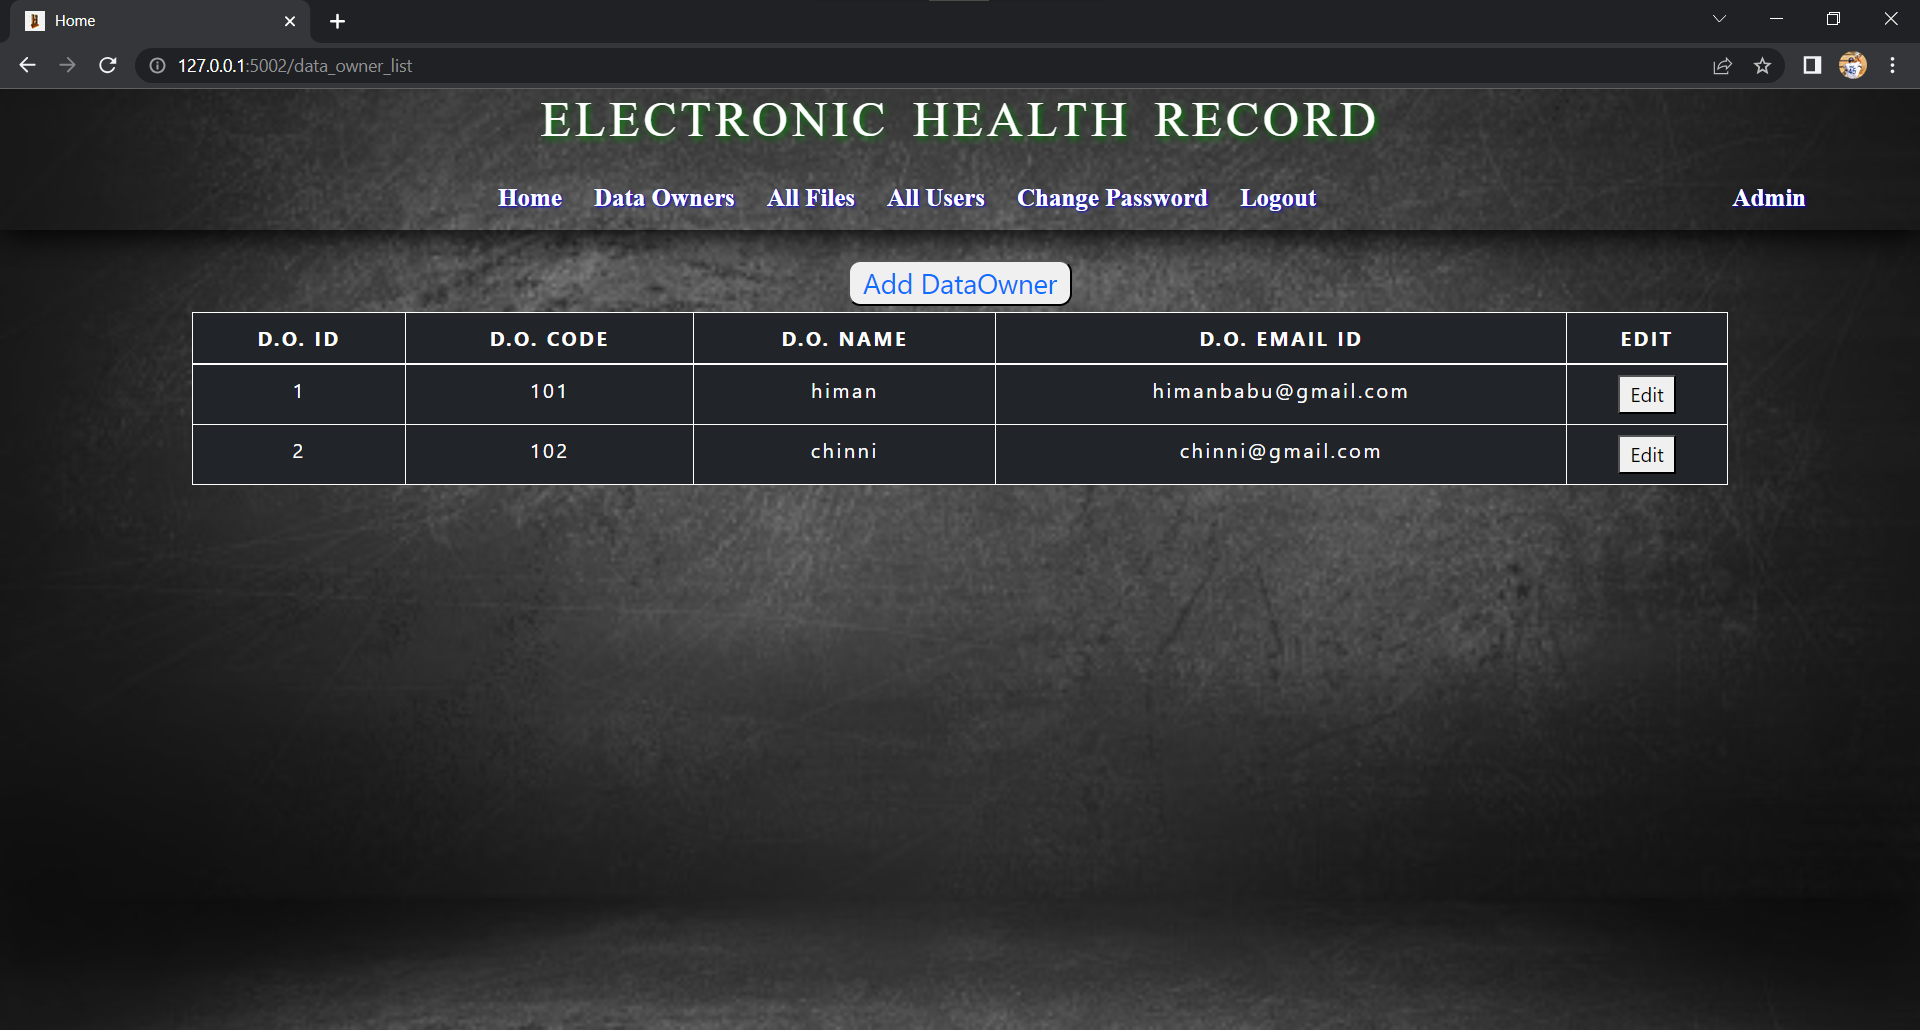 Home
127.0.0.1:5002/data_owner_list
ELECTRONIC HEALTH RECORD
Home Data Owners All Files All Users Change Password Logout Admin
Add DataOwner
D.O. ID D.O. CODE D.O. NAME D.O. EMAIL ID EDIT
1 101 himan himanbabu@gmail.com Edit
2 102 chinni chinni@gmail.com Edit